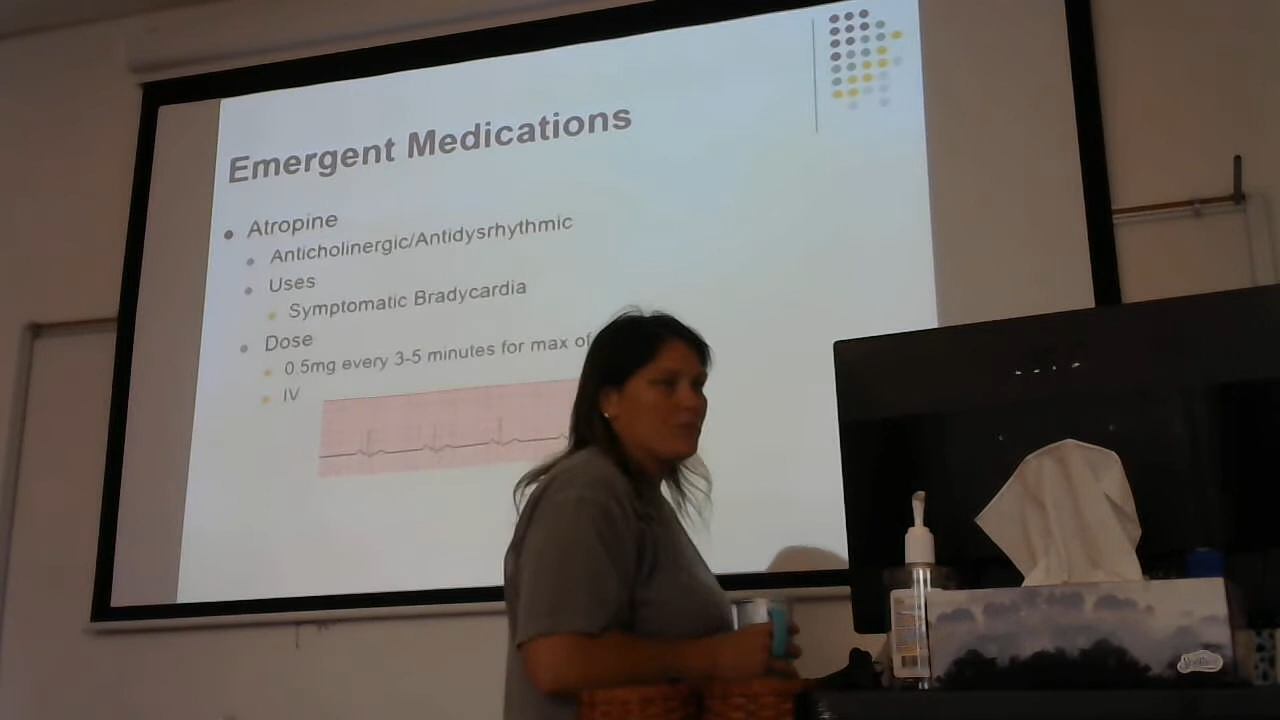 Emergent Medications
Atropine
Anticholinergic/Antidysrhythmic
Uses
Symptomatic Bradycardia
Dose
0.5mg every 3-5 minutes for max of
IV